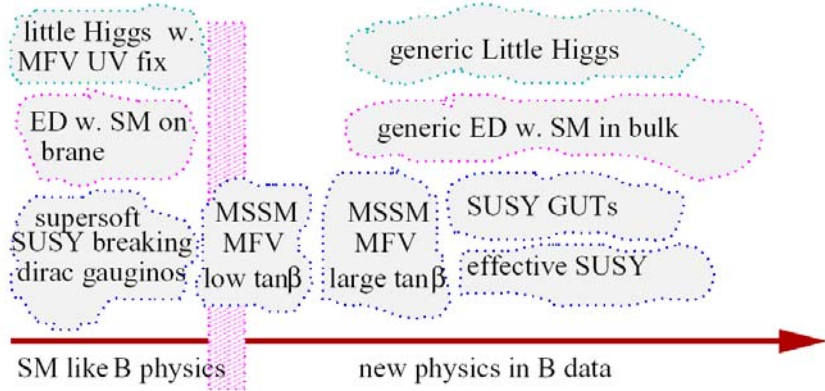 little Higgs w.
MFV UV fix
generic Little Higgs
ED w. SM on
brane
generic ED w. SM in bulk
supersoft
SUSY breaking
dirac gauginos
MSSM
MFV
low tanβ
MSSM
MFV
large tanβ
SUSY GUTs
effective SUSY
SM like B physics
new physics in B data